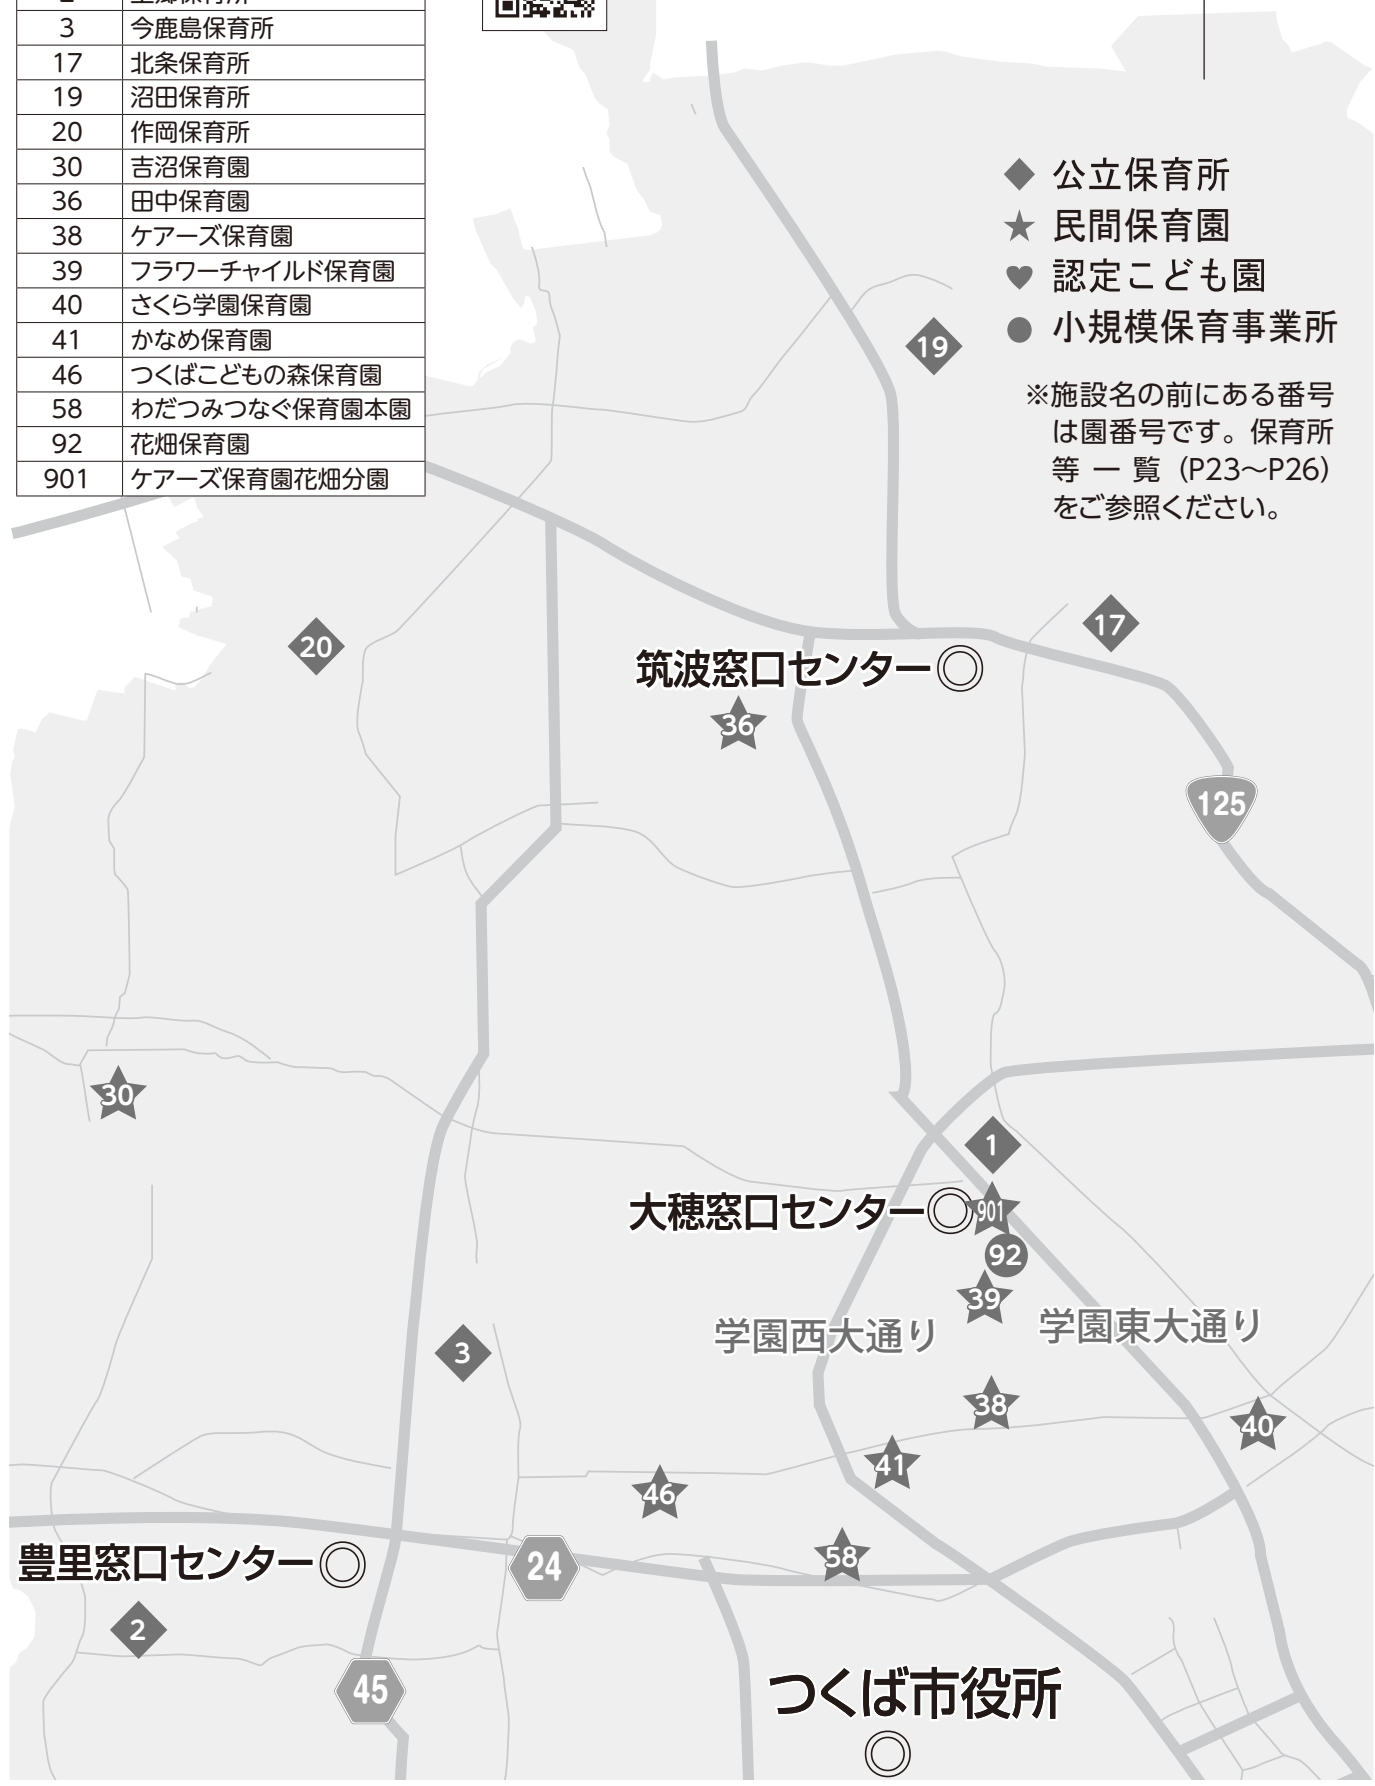 3 今鹿島保育所
17 北条保育所
19 沼田保育所
20 作岡保育所
30 吉沼保育園
36 田中保育園
38 ケアーズ保育園
39 フラワーチャイルド保育園
40 さくら学園保育園
41 かなめ保育園
46 つくばこどもの森保育園
58 わだつみつなぐ保育園本園
92 花畑保育園
901 ケアーズ保育園花畑分園
◆ 公立保育所
★ 民間保育園
♥ 認定こども園
● 小規模保育事業所
※施設名の前にある番号
は園番号です。保育所
等一覧(P23〜P26)
をご参照ください。
19
17
20
筑波窓口センター
36
125
30
1
大穂窓口センター
901
92
39
学園西大通り
学園東大通り
3
38
40
41
46
58
豊里窓口センター
24
2
45
つくば市役所